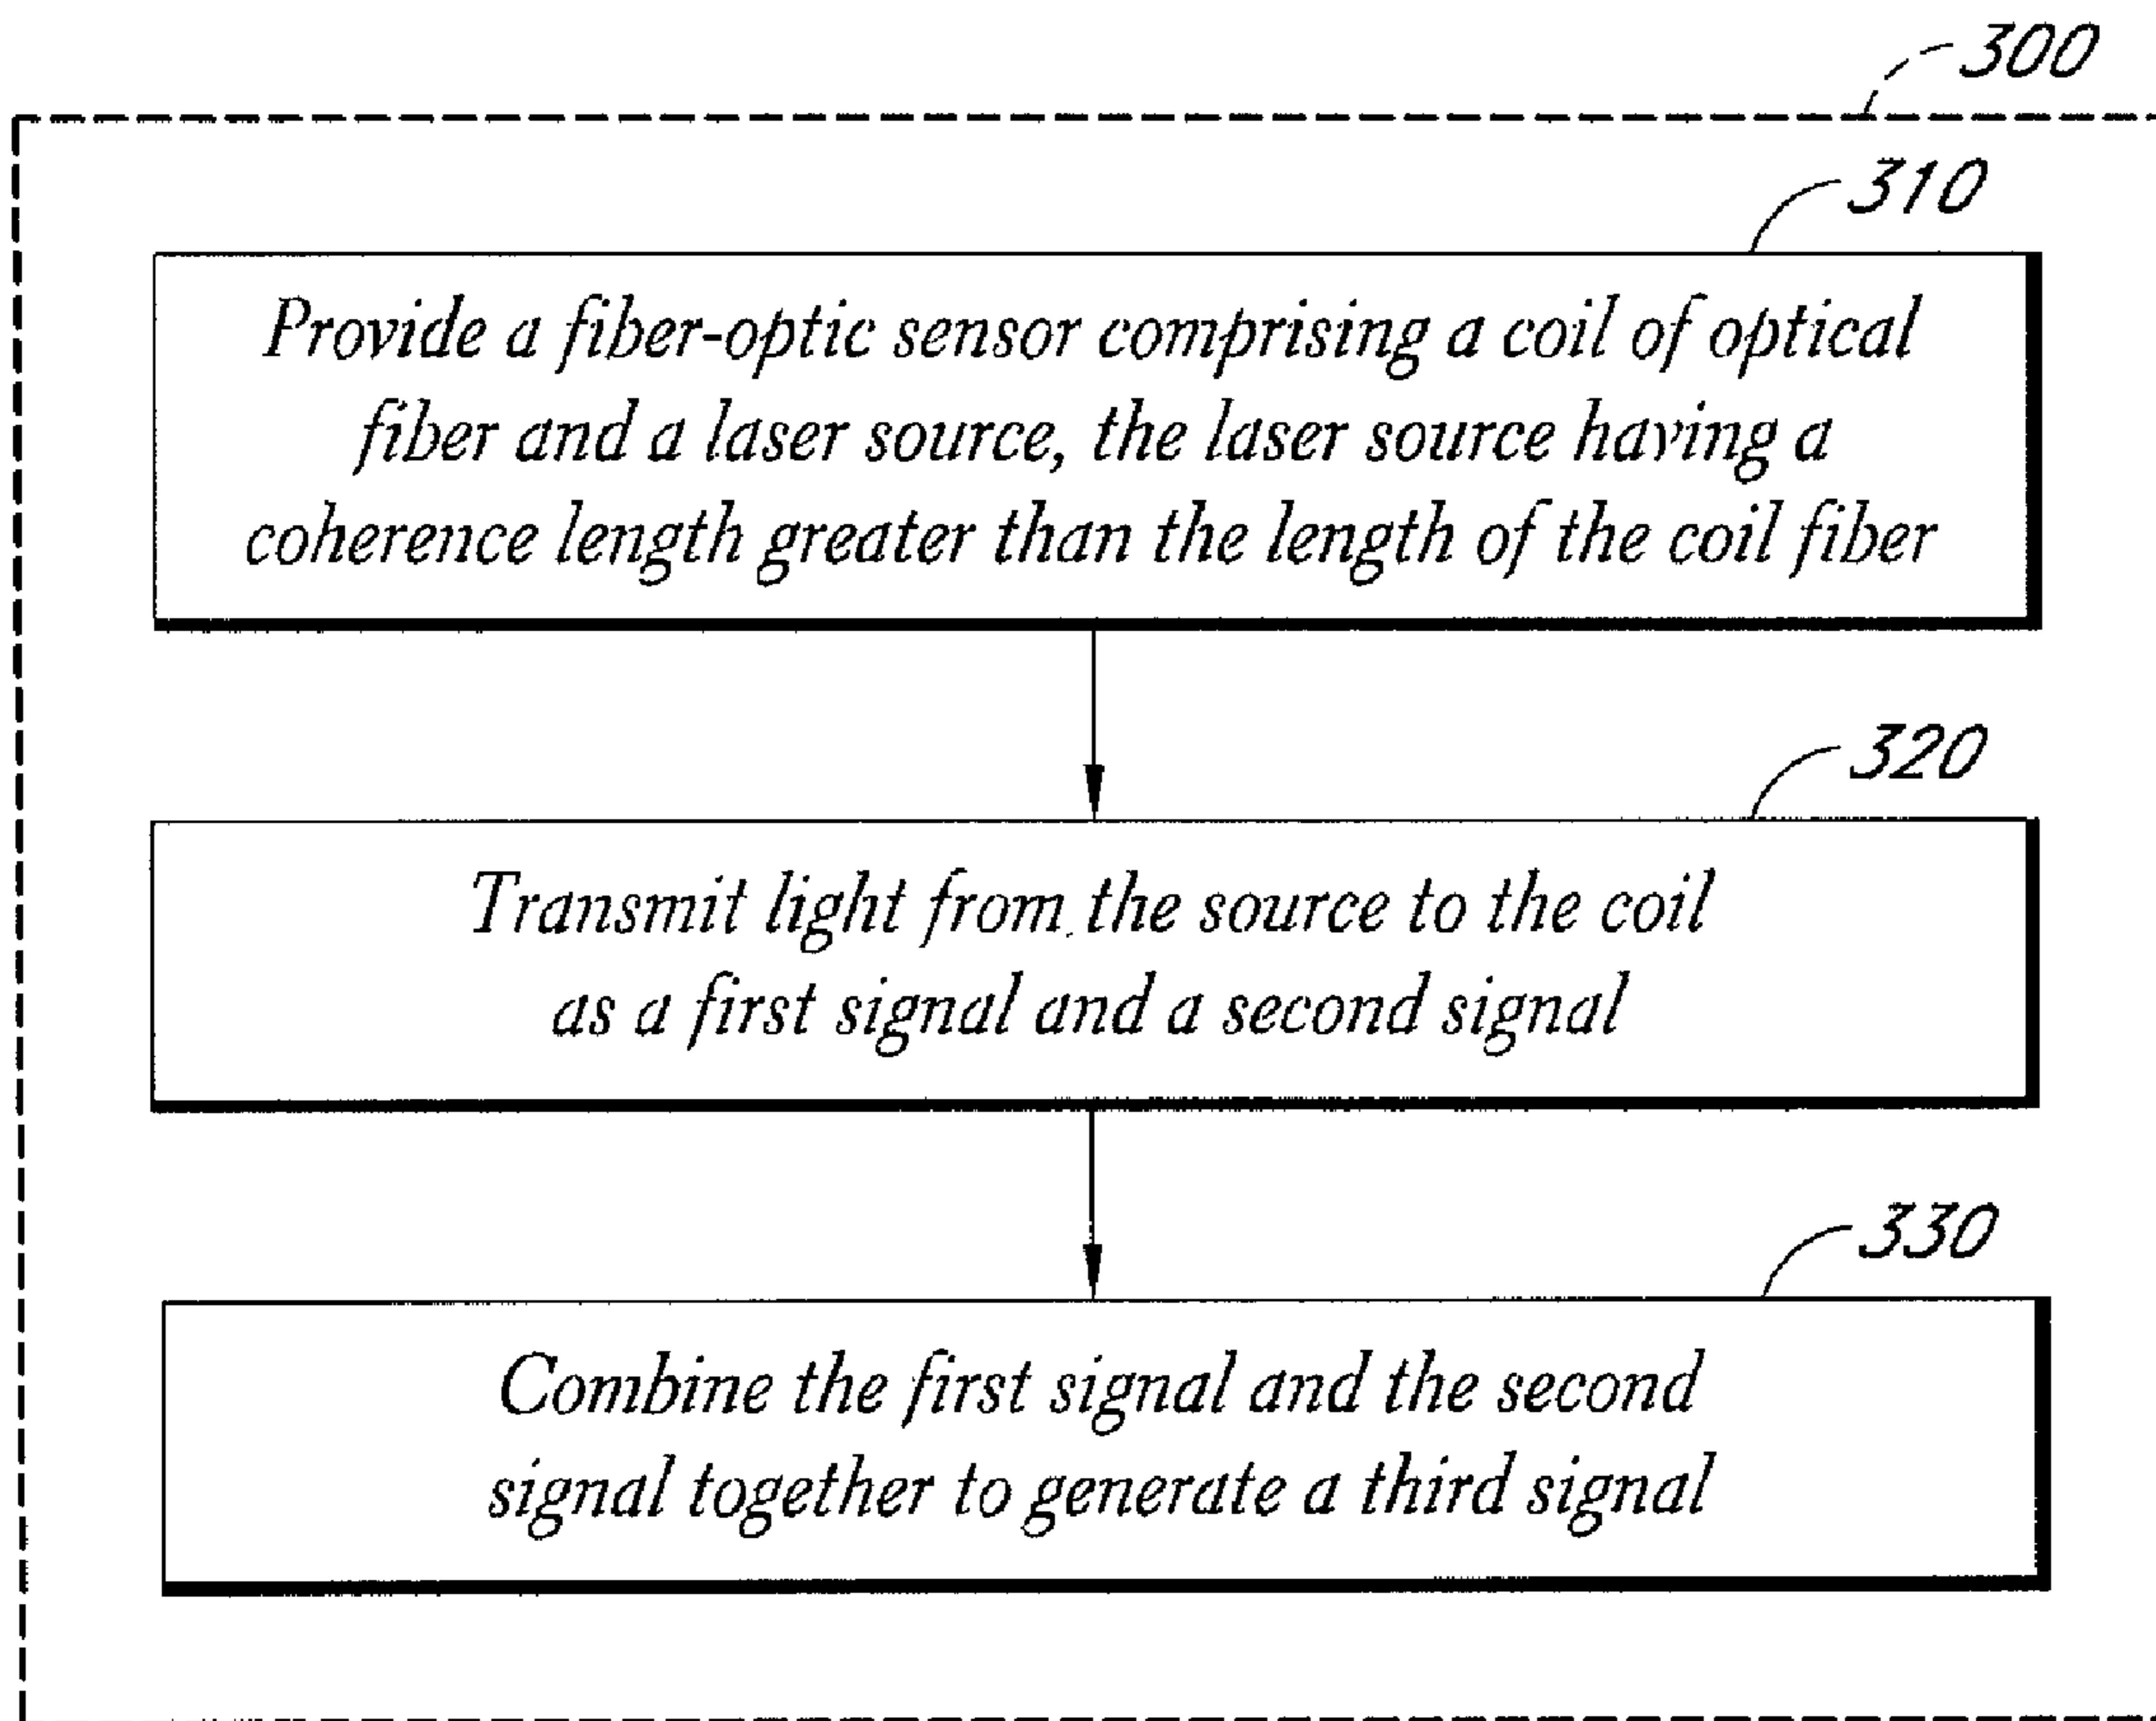 300
310
Provide a fiber-optic sensor comprising a coil of optical
fiber and a laser source, the laser source having a
coherence length greater than the length of the coil fiber
320
Transmit light from the source to the coil
as a first signal and a second signal
330
Combine the first signal and the second
signal together to generate a third signal